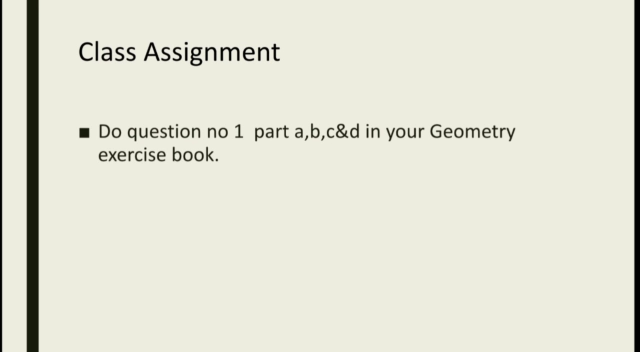 Class Assignment
■ Do question no 1  part a,b,c&d in your Geometry
exercise book.